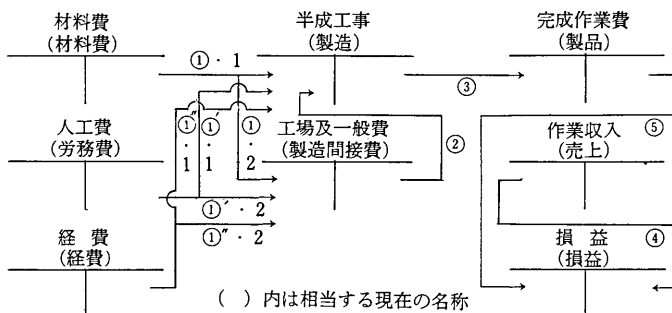 材料費
(材料費)
半成工事
(製造)
完成作業費
(製品)
①・1
③
人工費
(労務費)
①″・1
①′・1
①・2
工場及一般費
(製造間接費)
②
作業収入
(売上)
⑤
①′・2
①″・2
経費
(経費)
損益
(損益)
④
( )内は相当する現在の名称